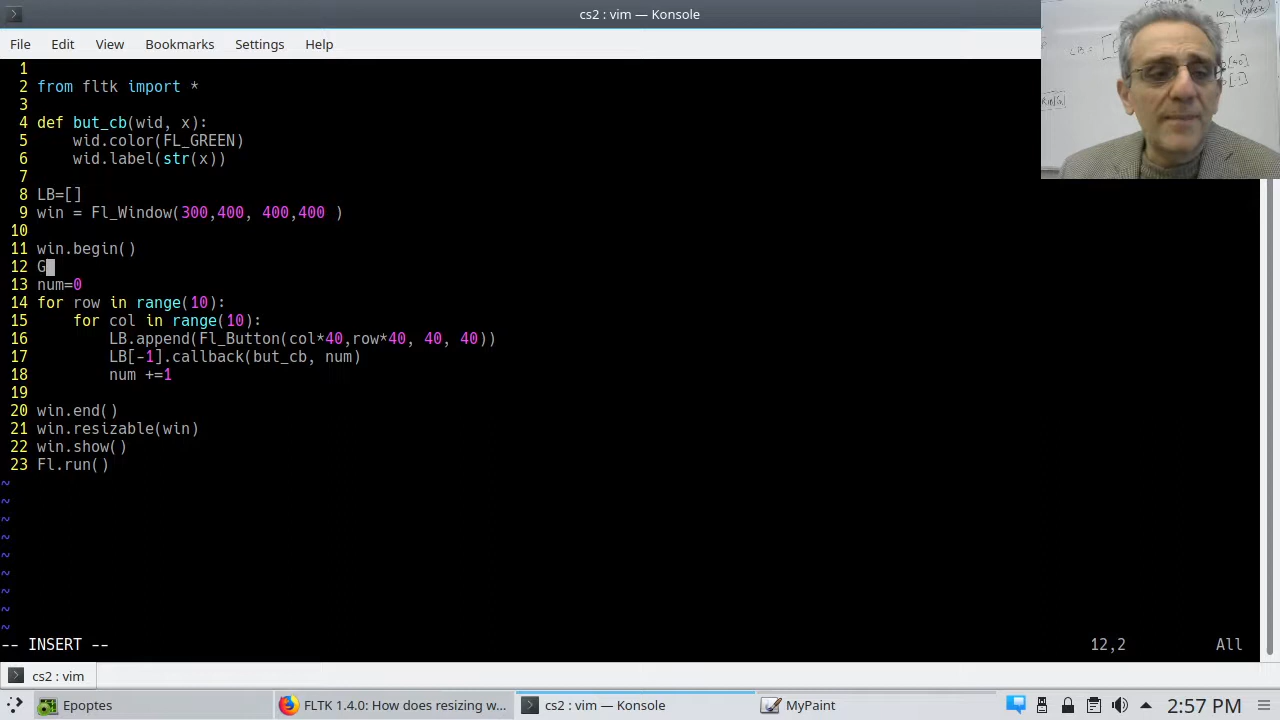 cs2 : vim — Konsole
File Edit View Bookmarks Settings Help
1
2 from fltk import *
3
4 def but_cb(wid, x):
5     wid.color(FL_GREEN)
6     wid.label(str(x))
7
8 LB=[]
9 win = Fl_Window(300,400, 400,400 )
10
11 win.begin()
12 G
13 num=0
14 for row in range(10):
15     for col in range(10):
16         LB.append(Fl_Button(col*40,row*40, 40, 40))
17         LB[-1].callback(but_cb, num)
18         num +=1
19
20 win.end()
21 win.resizable(win)
22 win.show()
23 Fl.run()
~
~
~
~
~
~
~
~
~
-- INSERT -- 12,2 All
cs2 : vim
Epoptes FLTK 1.4.0: How does resizing w... cs2 : vim — Konsole MyPaint 2:57 PM